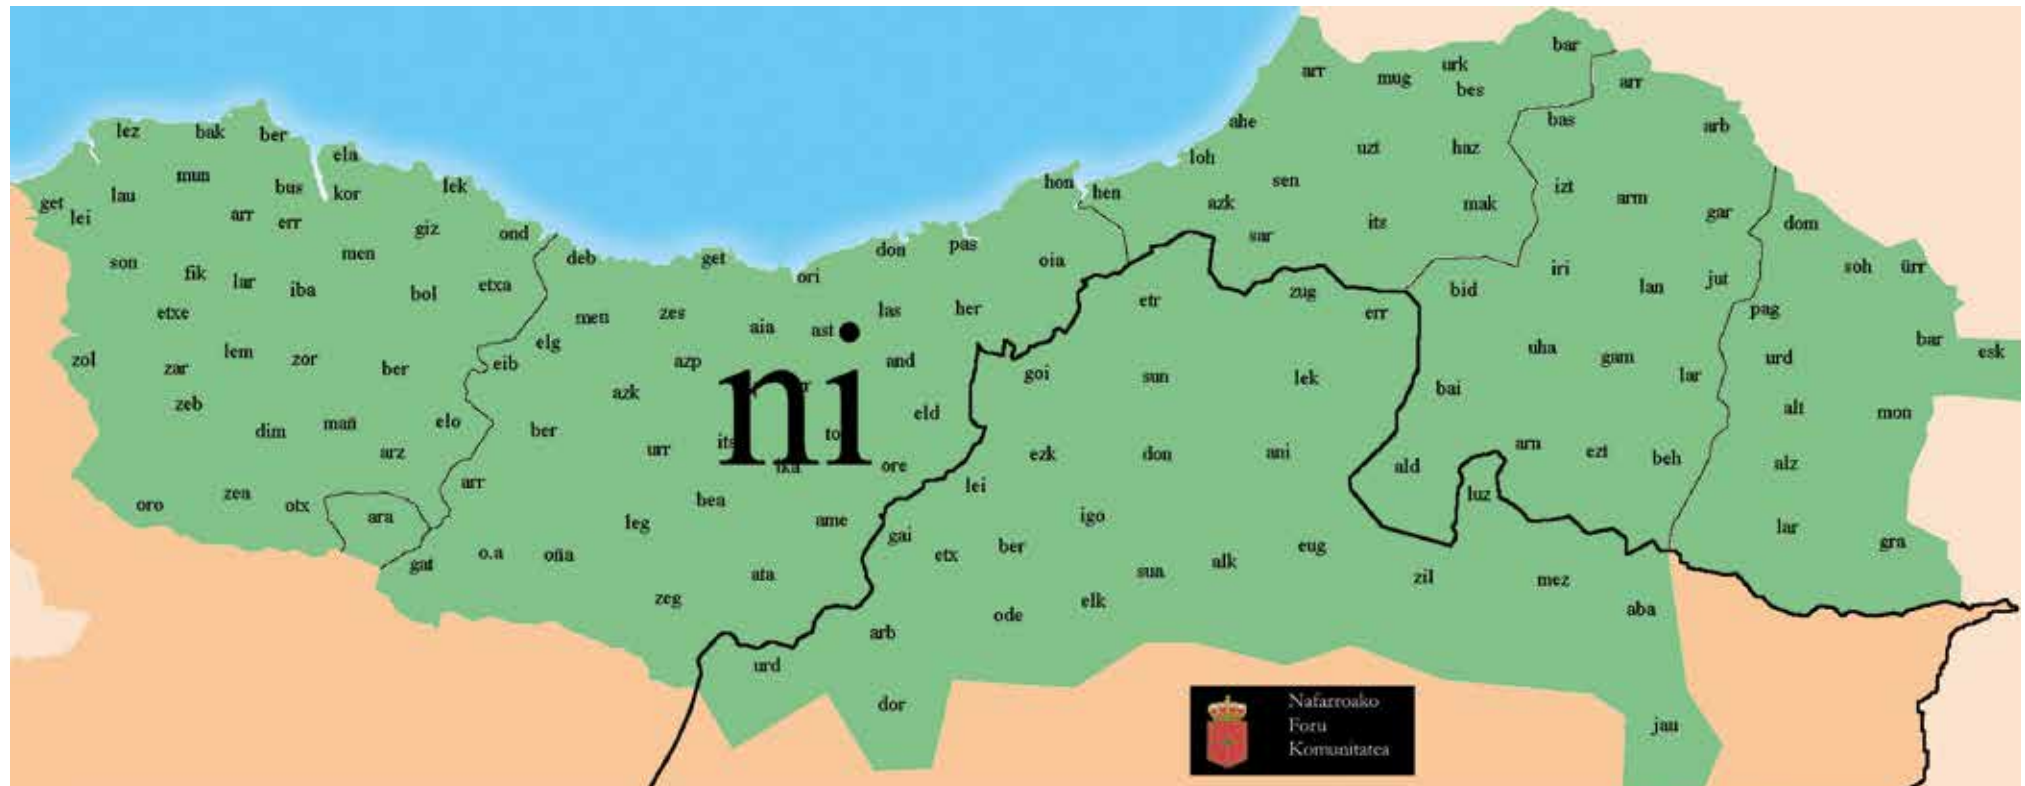 bar
urk
arr
mug
arr
bes
ahe
bas
arb
lez
bak
ber
uzt
haz
ela
loh
mun
sen
hon
izt
bus
kor
lek
hen
lau
arm
get
azk
mak
lei
arr
err
its
gar
dom
giz
ond
sar
pas
don
men
deb
get
oia
son
fik
ori
iri
soh
ürr
lar
iba
bol
etxa
zug
bid
lan
jut
etr
etxe
men
zes
las
her
err
pag
aia
ast
ni
elg
uha
bar
esk
lem
zol
zor
eib
azp
and
gam
urd
zar
ber
goi
sun
lek
lar
azk
bai
zeb
eld
alt
mon
dim
mañ
elo
ber
its
arn
arz
urr
ezk
don
ani
ezt
beh
ore
ald
alz
arr
lei
zen
luz
oro
otx
bea
ara
leg
ame
igo
lar
gai
gat
o.a
oña
etx
ber
eug
gra
ata
sun
alk
zil
mez
zeg
elk
aba
ode
arb
urd
dor
jau
Nafarroako
Foru
Komunitatea